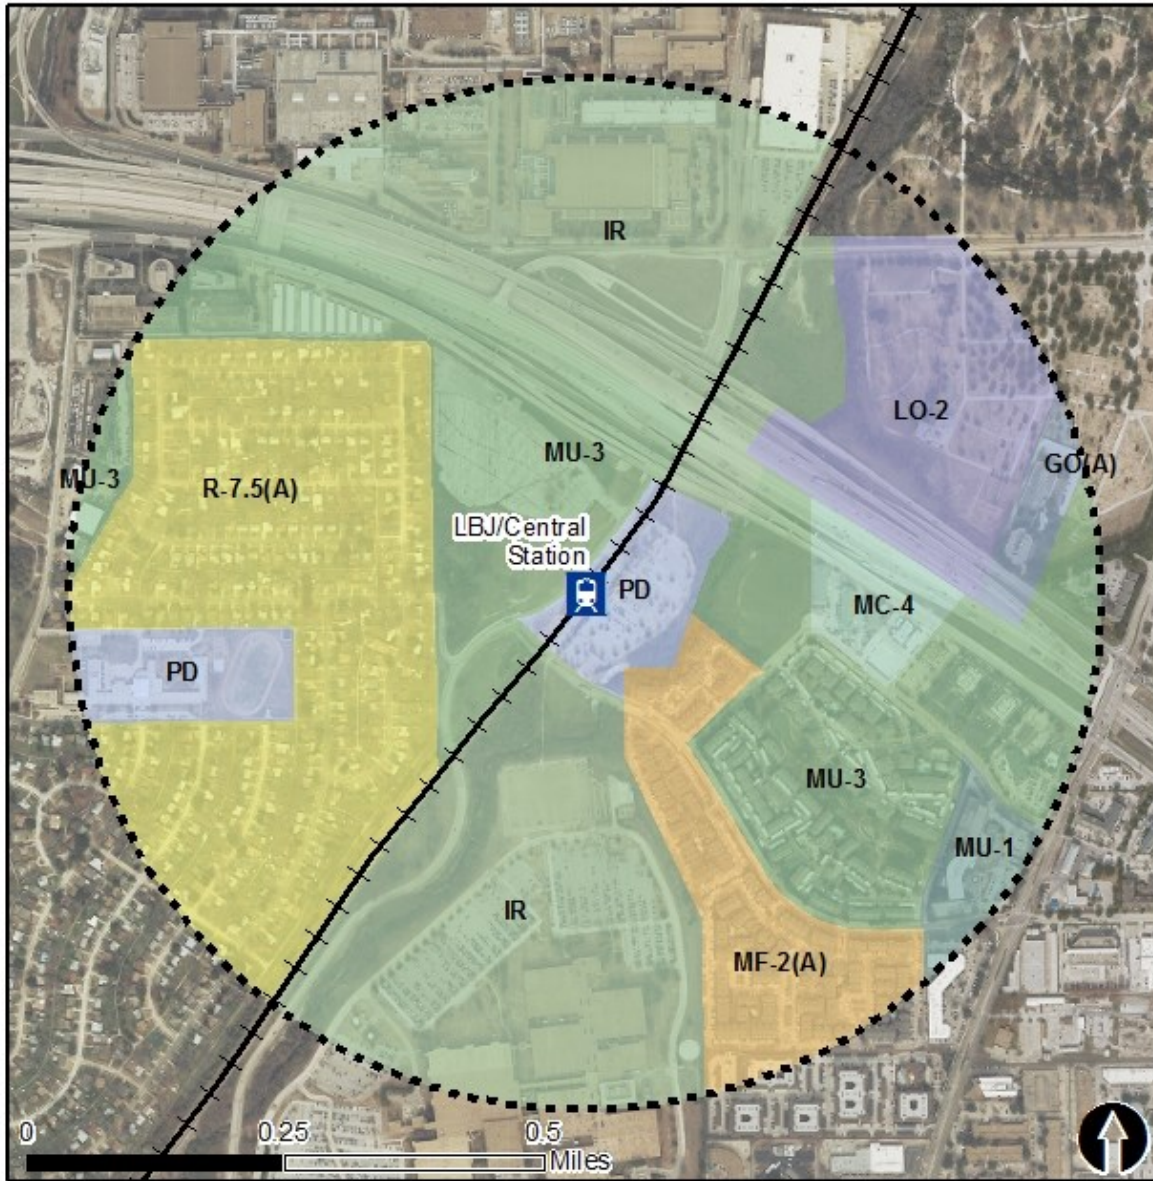 IR
LO-2
MU-3
GO(A)
MU-3
R-7.5(A)
LBJ/Central
Station
PD
MC-4
PD
MU-3
MU-1
IR
MF-2(A)
0
0.25
0.5
Miles